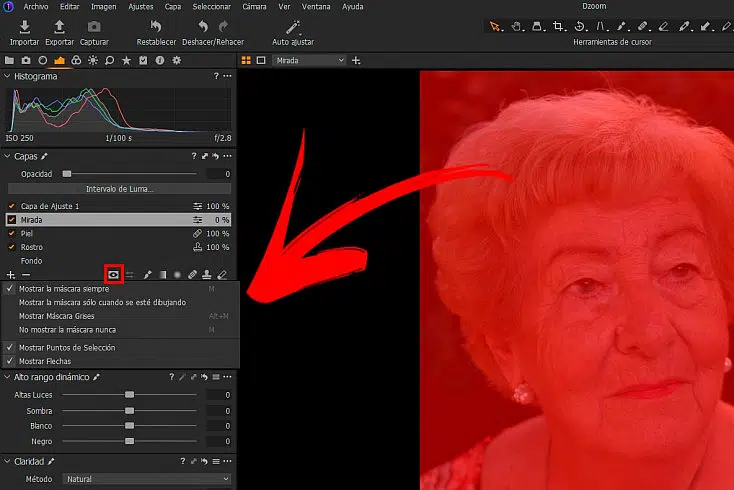 Archivo Editar Imagen Ajustes Capa Seleccionar Cámara Ver Ventana Ayuda Dzoom
Importar Exportar Capturar Restablecer Deshacer/Rehacer Auto ajustar Herramientas de cursor
Histograma ? ...
Mirada
ISO 250 1/100 s f/2.8
Capas ? ...
Opacidad 0
Intervalo de Luma...
Capa de Ajuste 1 100 %
Mirada 0 %
Piel 100 %
Rostro 100 %
Fondo
Mostrar la máscara siempre M
Mostrar la máscara sólo cuando se esté dibujando
Mostrar Máscara Grises Alt+M
No mostrar la máscara nunca M
Mostrar Puntos de Selección
Mostrar Flechas
Alto rango dinámico ? ...
Altas Luces 0
Sombra 0
Blanco 0
Negro 0
Claridad ? ...
Método Natural